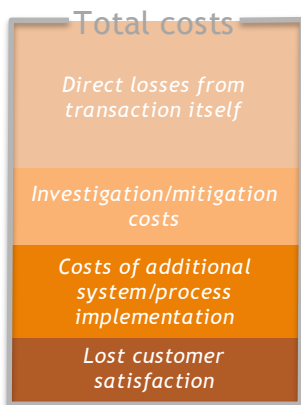 Total costs
Direct losses from
transaction itself
Investigation/mitigation
costs
Costs of additional
system/process
implementation
Lost customer
satisfaction